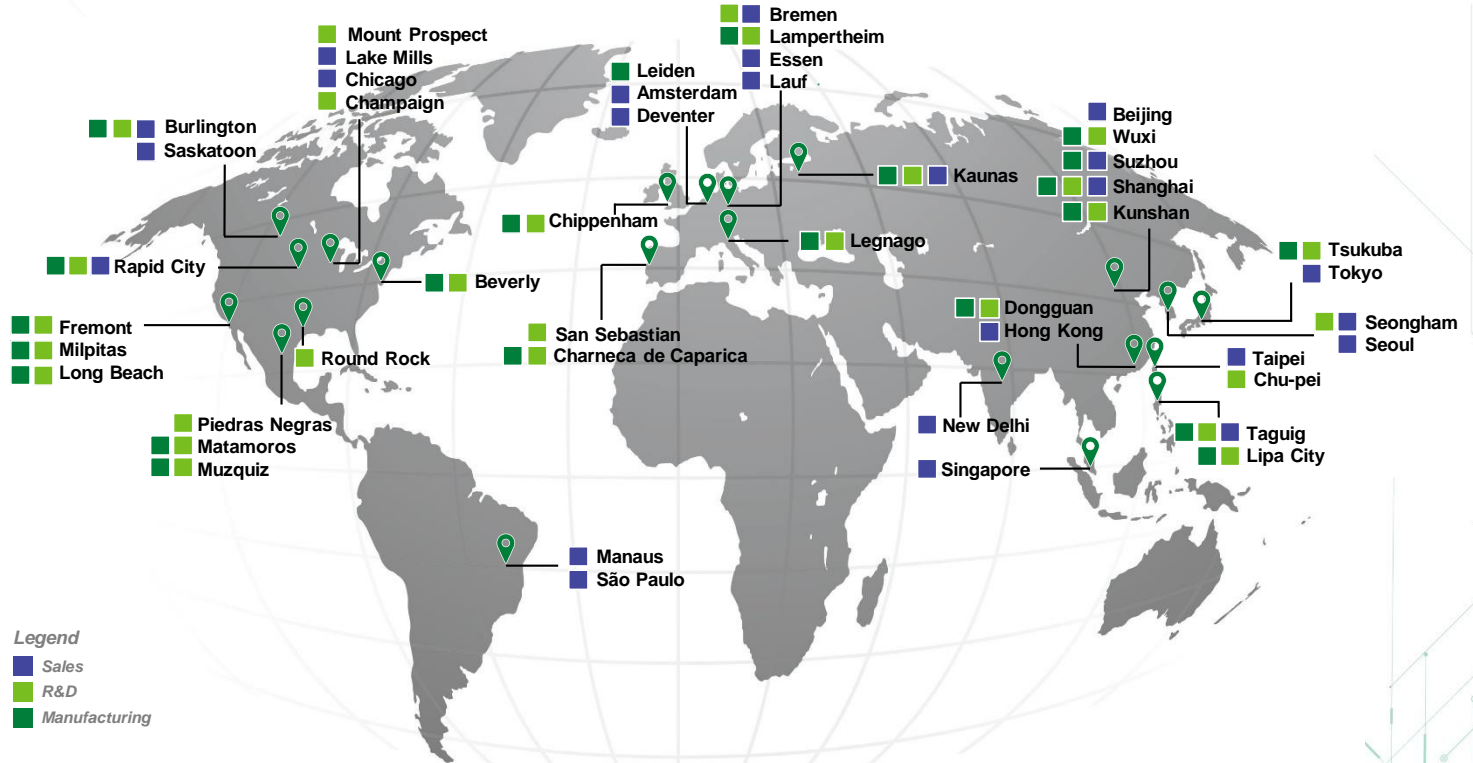 Mount Prospect
Lake Mills
Chicago
Champaign
Burlington
Saskatoon
Rapid City
Beverly
Fremont
Milpitas
Long Beach
Round Rock
Piedras Negras
Matamoros
Muzquiz
Manaus
São Paulo
Bremen
Lampertheim
Essen
Lauf
Leiden
Amsterdam
Deventer
Kaunas
Chippenham
Legnago
San Sebastian
Charneca de Caparica
Beijing
Wuxi
Suzhou
Shanghai
Kunshan
Tsukuba
Tokyo
Dongguan
Hong Kong
Seongham
Seoul
Taipei
Chu-pei
New Delhi
Taguig
Lipa City
Singapore
Legend
Sales
R&D
Manufacturing